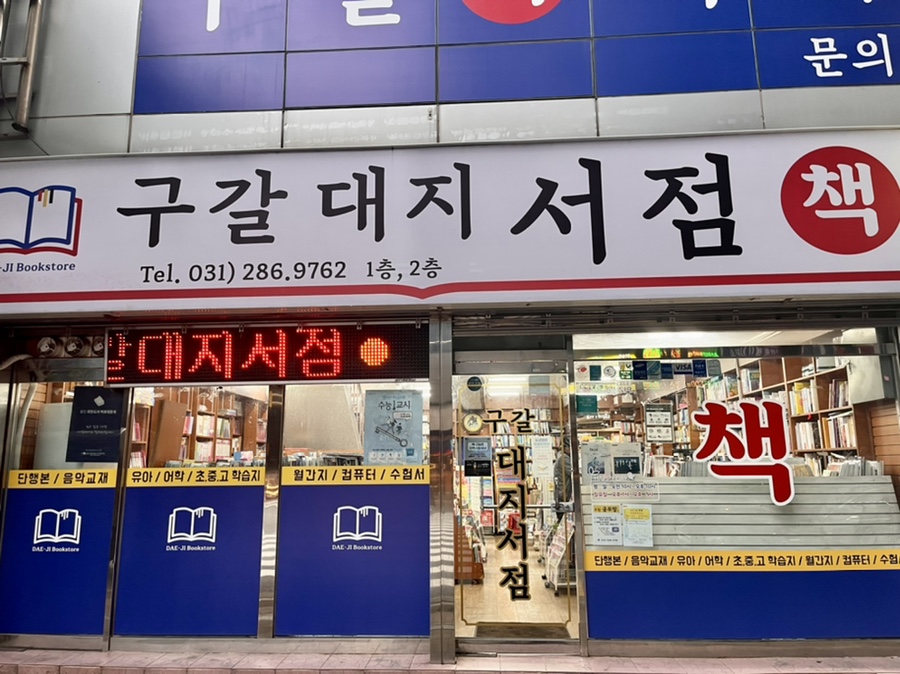 문의
구갈 대지 서점 책
JI Bookstore
Tel. 031) 286.9762 1층, 2층
대지서점
수능 교시
VISA
구갈 대지서점
책
단행본 / 음악교재
유아 / 어학 / 초.중.고 학습지
월간지 / 컴퓨터 / 수험서
단행본 / 음악교재 / 유아 / 어학 / 초.중.고 학습지 / 월간지 / 컴퓨터 / 수험
DAE-JI Bookstore
DAE-JI Bookstore
DAE-JI Bookstore